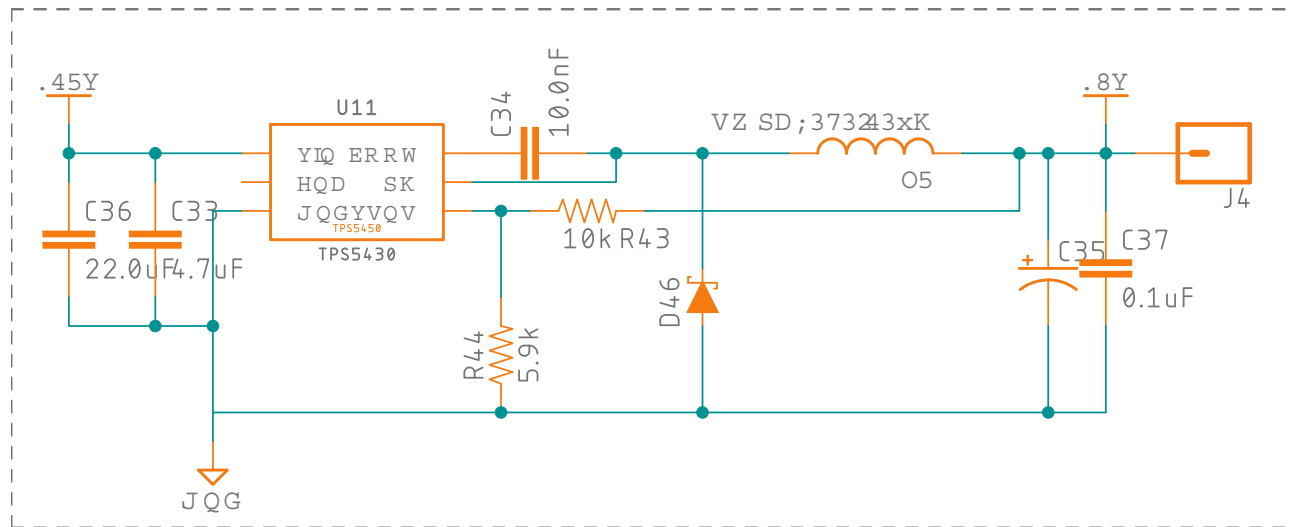 .45Y
U11
C34
10.0nF
VZ SD;373243xK
.8Y
YIQ ERRW
HQD SK
JQGYVQV
TPS5450
TPS5430
O5
J4
C36
C33
22.0uF
4.7uF
10k
R43
C35
C37
0.1uF
D46
R44
5.9k
JQG